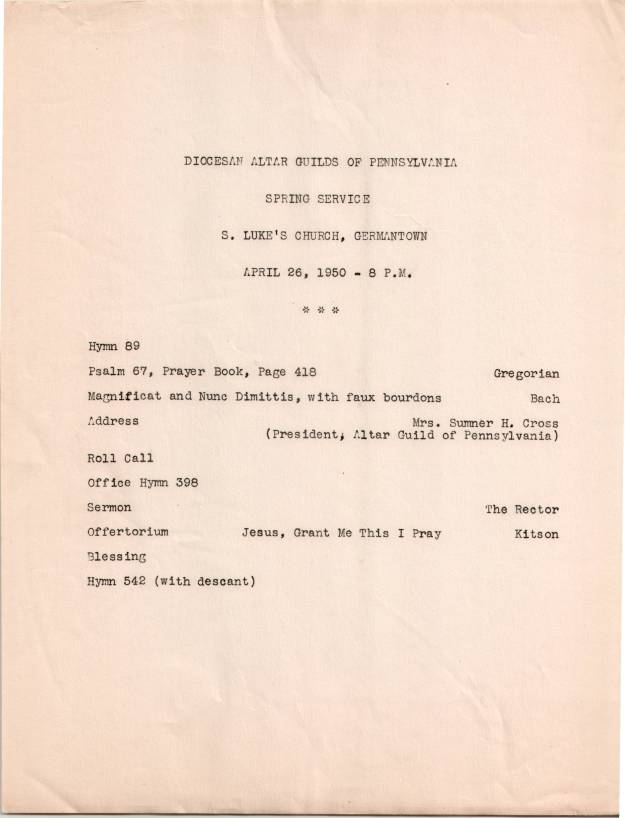 DIOCESAN ALTAR GUILDS OF PENNSYLVANIA
SPRING SERVICE
S. LUKE'S CHURCH, GERMANTOWN
APRIL 26, 1950 - 8 P.M.
* * *
Hymn 89
Psalm 67, Prayer Book, Page 418 Gregorian
Magnificat and Nunc Dimittis, with faux bourdons Bach
Address Mrs. Sumner H. Cross
(President, Altar Guild of Pennsylvania)
Roll Call
Office Hymn 398
Sermon The Rector
Offertorium Jesus, Grant Me This I Pray Kitson
Blessing
Hymn 542 (with descant)